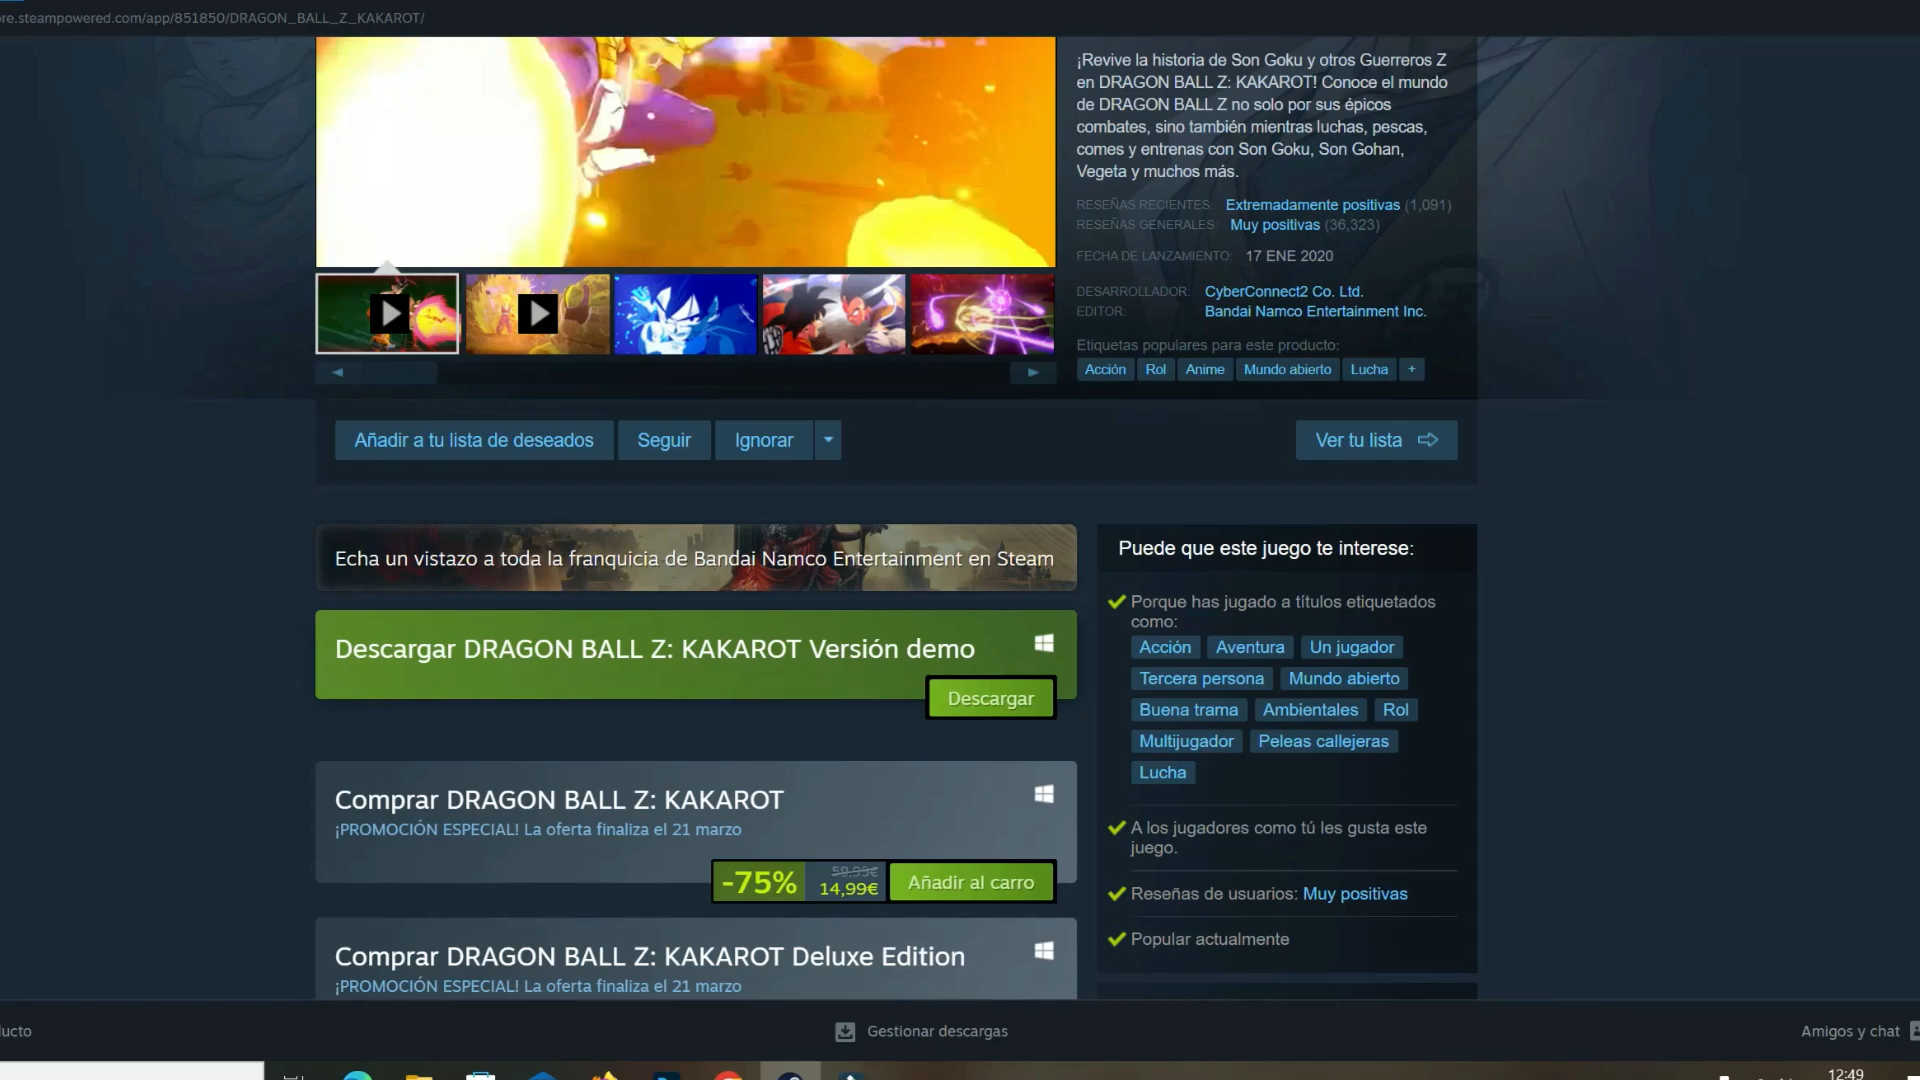 re.steampowered.com/app/851850/DRAGON_BALL_Z_KAKAROT/
¡Revive la historia de Son Goku y otros Guerreros Z
en DRAGON BALL Z: KAKAROT! Conoce el mundo
de DRAGON BALL Z no solo por sus épicos
combates, sino también mientras luchas, pescas,
comes y entrenas con Son Goku, Son Gohan,
Vegeta y muchos más.
RESEÑAS RECIENTES: Extremadamente positivas (1,091)
RESEÑAS GENERALES: Muy positivas (36,323)
FECHA DE LANZAMIENTO: 17 ENE 2020
DESARROLLADOR: CyberConnect2 Co. Ltd.
EDITOR: Bandai Namco Entertainment Inc.
Etiquetas populares para este producto:
Acción Rol Anime Mundo abierto Lucha +
Añadir a tu lista de deseados Seguir Ignorar Ver tu lista
Echa un vistazo a toda la franquicia de Bandai Namco Entertainment en Steam
Descargar DRAGON BALL Z: KAKAROT Versión demo
Descargar
Comprar DRAGON BALL Z: KAKAROT
¡PROMOCIÓN ESPECIAL! La oferta finaliza el 21 marzo
-75% 59,99€ 14,99€ Añadir al carro
Comprar DRAGON BALL Z: KAKAROT Deluxe Edition
¡PROMOCIÓN ESPECIAL! La oferta finaliza el 21 marzo
Puede que este juego te interese:
Porque has jugado a títulos etiquetados
como:
Acción Aventura Un jugador
Tercera persona Mundo abierto
Buena trama Ambientales Rol
Multijugador Peleas callejeras
Lucha
A los jugadores como tú les gusta este
juego.
Reseñas de usuarios: Muy positivas
Popular actualmente
ucto Gestionar descargas Amigos y chat
12:49